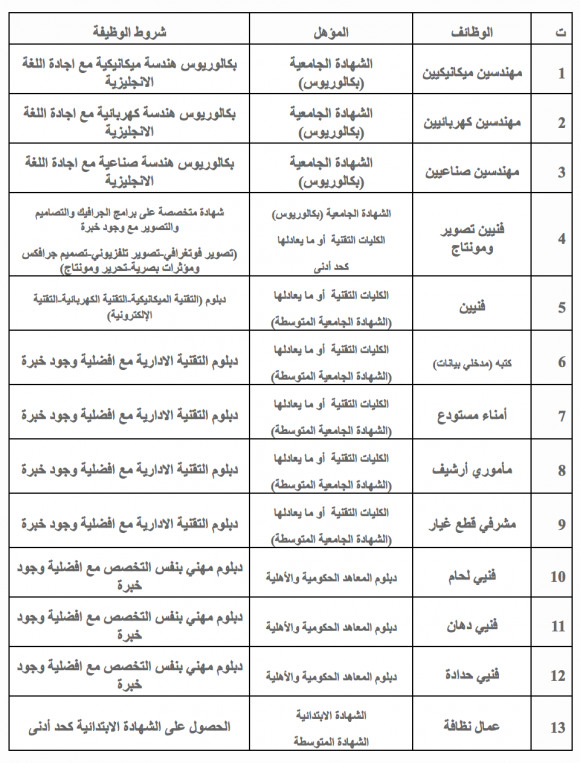 ت الوظائف المؤهل شروط الوظيفة
1 مهندسين ميكانيكيين الشهادة الجامعية (بكالوريوس) بكالوريوس هندسة ميكانيكية مع اجادة اللغة الانجليزية
2 مهندسين كهربائيين الشهادة الجامعية (بكالوريوس) بكالوريوس هندسة كهربائية مع اجادة اللغة الانجليزية
3 مهندسين صناعيين الشهادة الجامعية (بكالوريوس) بكالوريوس هندسة صناعية مع اجادة اللغة الانجليزية
4 فنيين تصوير ومونتاج الشهادة الجامعية (بكالوريوس) الكليات التقنية أو ما يعادلها كحد أدنى شهادة متخصصة على برامج الجرافيك والتصاميم والتصوير مع وجود خبرة (تصوير فوتغرافي-تصوير تلفزيوني-تصميم جرافكس ومؤثرات بصرية-تحرير ومونتاج)
5 فنيين الكليات التقنية أو ما يعادلها (الشهادة الجامعية المتوسطة) دبلوم (التقنية الميكانيكية-التقنية الكهربائية-التقنية الإلكترونية)
6 كتبه (مدخلي بيانات) الكليات التقنية أو ما يعادلها (الشهادة الجامعية المتوسطة) دبلوم التقنية الادارية مع افضلية وجود خبرة
7 أمناء مستودع الكليات التقنية أو ما يعادلها (الشهادة الجامعية المتوسطة) دبلوم التقنية الادارية مع افضلية وجود خبرة
8 مأموري أرشيف الكليات التقنية أو ما يعادلها (الشهادة الجامعية المتوسطة) دبلوم التقنية الادارية مع افضلية وجود خبرة
9 مشرفي قطع غيار الكليات التقنية أو ما يعادلها (الشهادة الجامعية المتوسطة) دبلوم التقنية الادارية مع افضلية وجود خبرة
10 فنيي لحام دبلوم المعاهد الحكومية والأهلية دبلوم مهني بنفس التخصص مع افضلية وجود خبرة
11 فنيي دهان دبلوم المعاهد الحكومية والأهلية دبلوم مهني بنفس التخصص مع افضلية وجود خبرة
12 فنيي حدادة دبلوم المعاهد الحكومية والأهلية دبلوم مهني بنفس التخصص مع افضلية وجود خبرة
13 عمال نظافة الشهادة الابتدائية الشهادة المتوسطة الحصول على الشهادة الابتدائية كحد أدنى